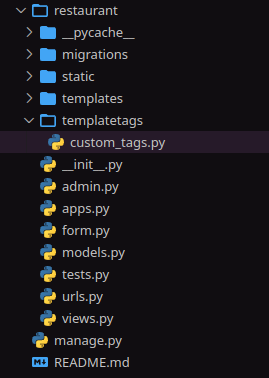 restaurant
__pycache__
migrations
static
templates
templatetags
custom_tags.py
__init__.py
admin.py
apps.py
form.py
models.py
tests.py
urls.py
views.py
manage.py
README.md